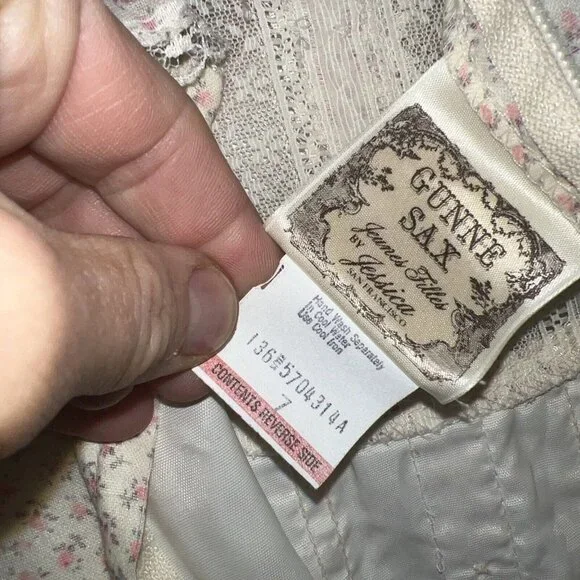 GUNNE
SAX
James Filles
BY
Jessica
SAN FRANCISCO
Hand Wash Separately
In Cool Water
Use Cool Iron
136 5704314A
7
CONTENTS REVERSE SIDE